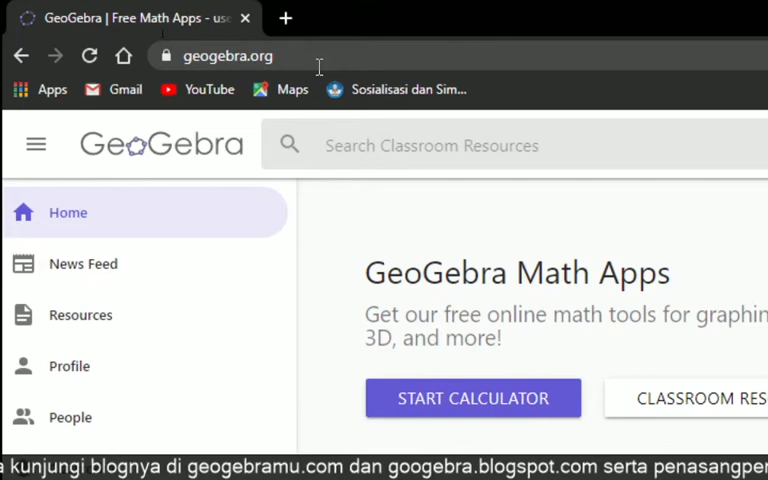 GeoGebra | Free Math Apps - use
geogebra.org
Apps Gmail YouTube Maps Sosialisasi dan Sim...
GeoGebra Search Classroom Resources
Home
News Feed
GeoGebra Math Apps
Resources
Get our free online math tools for graphin
3D, and more!
Profile
START CALCULATOR CLASSROOM RES
People
kunjungi blognya di geogebramu.com dan googebra.blogspot.com serta penasangper